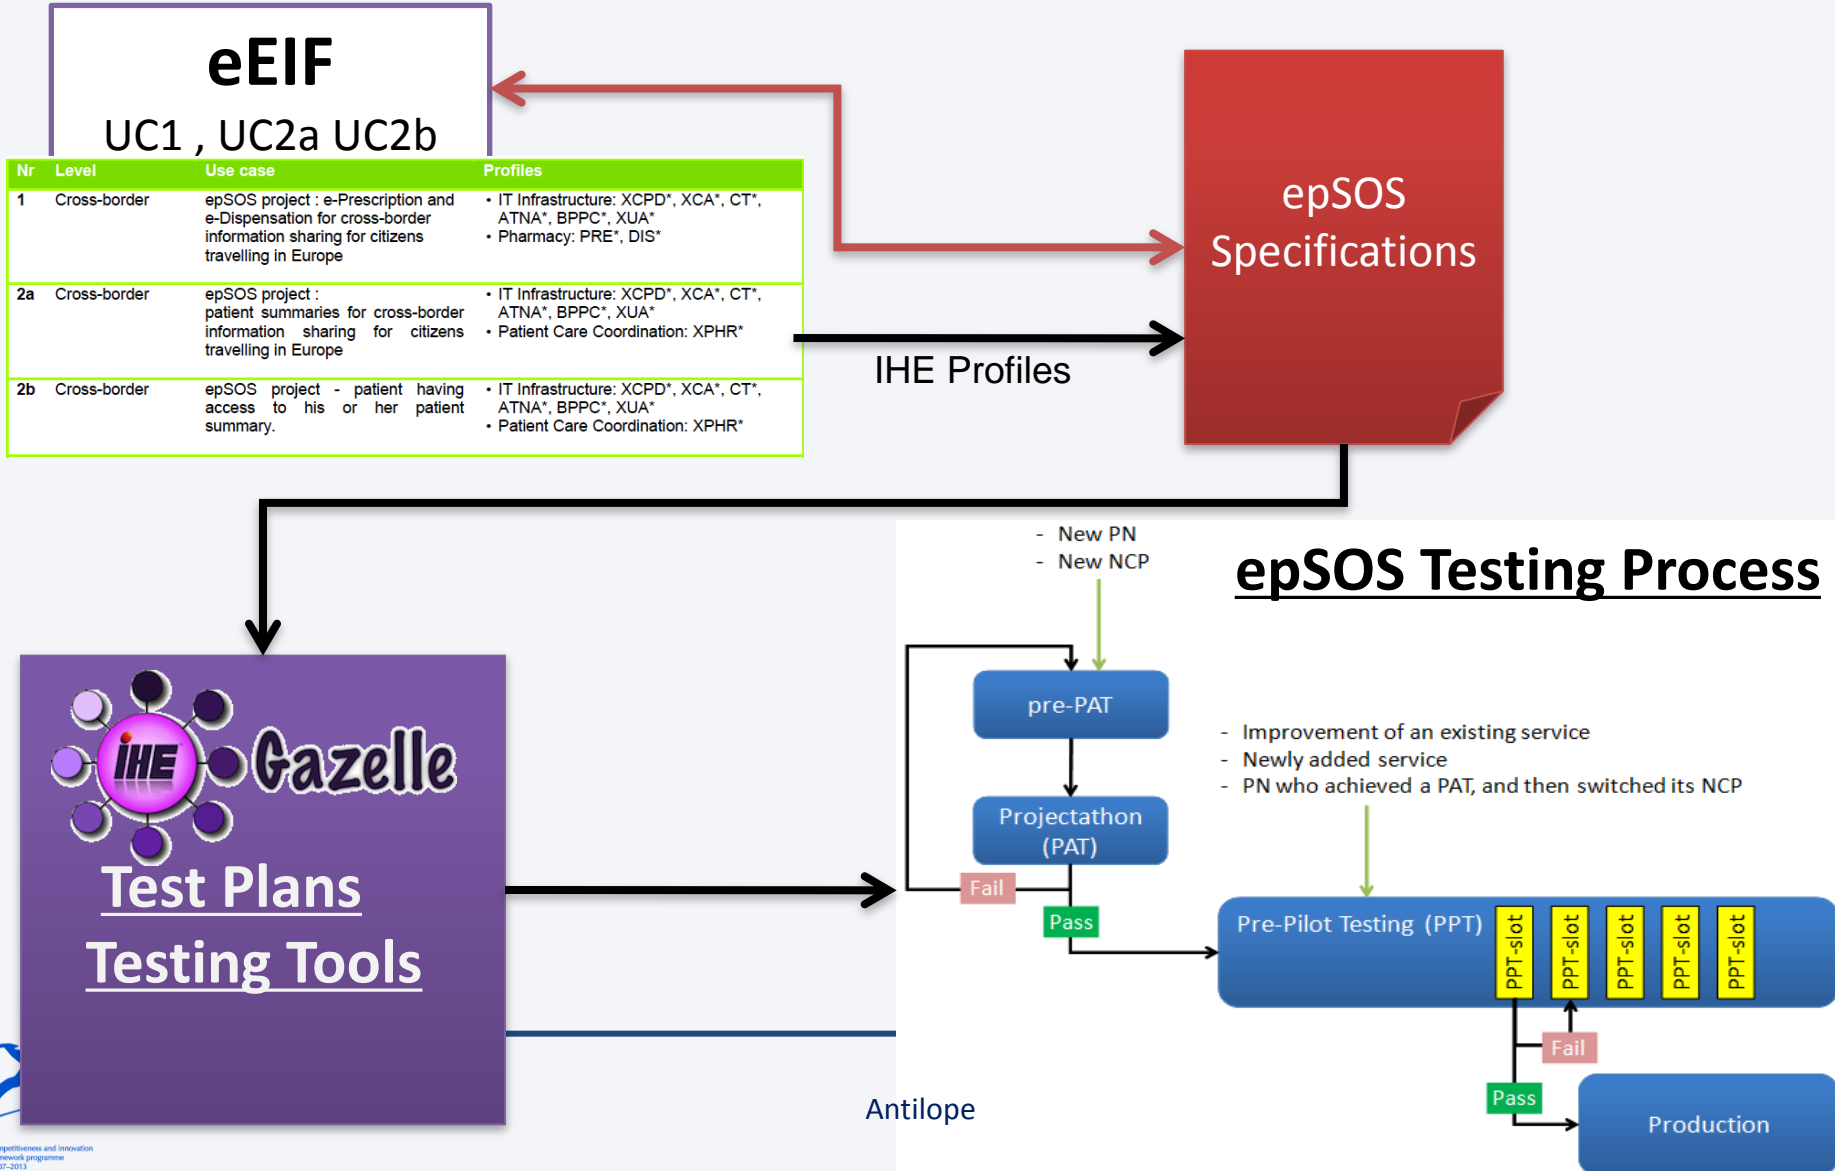 eEIF
UC1 , UC2a UC2b
Nr Level Use case Profiles
1 Cross-border epSOS project : e-Prescription and
e-Dispensation for cross-border
information sharing for citizens
travelling in Europe
• IT Infrastructure: XCPD*, XCA*, CT*,
ATNA*, BPPC*, XUA*
• Pharmacy: PRE*, DIS*
2a Cross-border epSOS project :
patient summaries for cross-border
information sharing for citizens
travelling in Europe
• IT Infrastructure: XCPD*, XCA*, CT*,
ATNA*, BPPC*, XUA*
• Patient Care Coordination: XPHR*
2b Cross-border epSOS project - patient having
access to his or her patient
summary.
• IT Infrastructure: XCPD*, XCA*, CT*,
ATNA*, BPPC*, XUA*
• Patient Care Coordination: XPHR*
IHE Profiles
epSOS
Specifications
IHE Gazelle
Test Plans
Testing Tools
epSOS Testing Process
- New PN
- New NCP
pre-PAT
Projectathon
(PAT)
Fail
Pass
- Improvement of an existing service
- Newly added service
- PN who achieved a PAT, and then switched its NCP
Pre-Pilot Testing (PPT)
PPT-slot
PPT-slot
PPT-slot
PPT-slot
PPT-slot
Fail
Pass
Production
Antilope
mpetitiveness and innovation
mework programme
07–2013